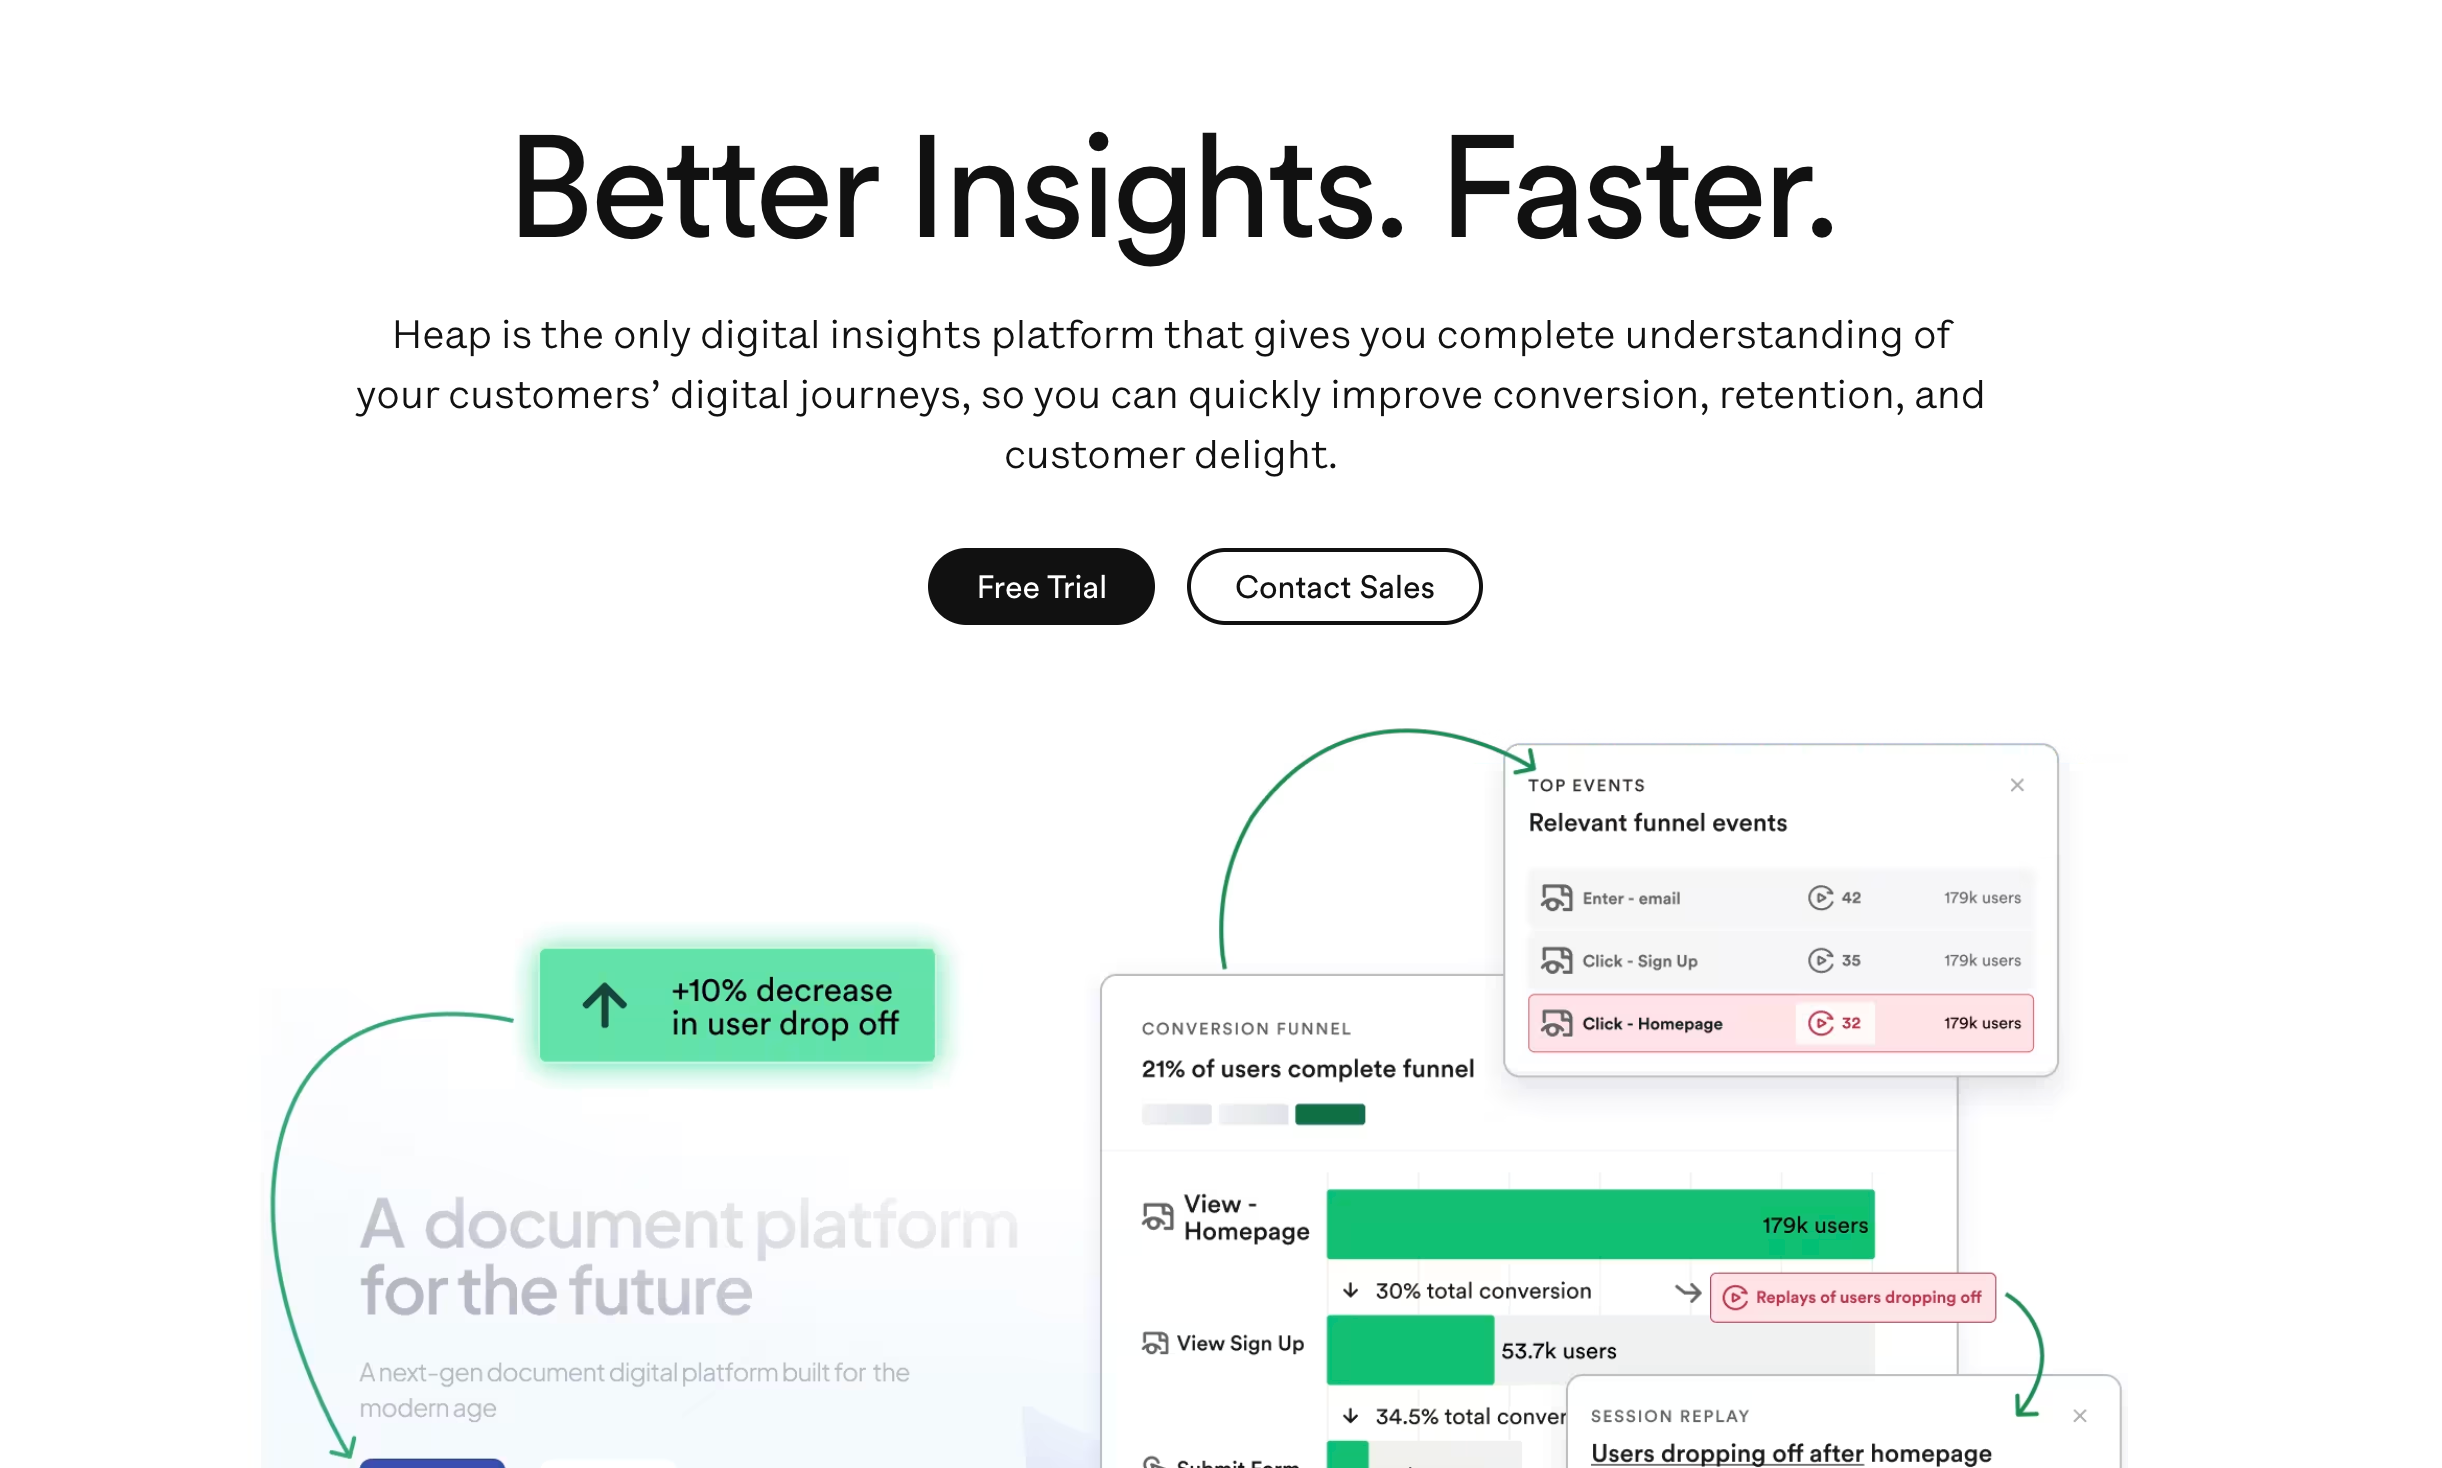 Better Insights. Faster.
Heap is the only digital insights platform that gives you complete understanding of
your customers’ digital journeys, so you can quickly improve conversion, retention, and
customer delight.
Free Trial
Contact Sales
TOP EVENTS
Relevant funnel events
Enter - email 42 179k users
Click - Sign Up 35 179k users
Click - Homepage 32 179k users
+10% decrease
in user drop off
CONVERSION FUNNEL
21% of users complete funnel
A document platform
for the future
A next-gen document digital platform built for the
modern age
View -
Homepage
179k users
30% total conversion
Replays of users dropping off
View Sign Up
53.7k users
34.5% total conver
Submit Form
SESSION REPLAY
Users dropping off after homepage